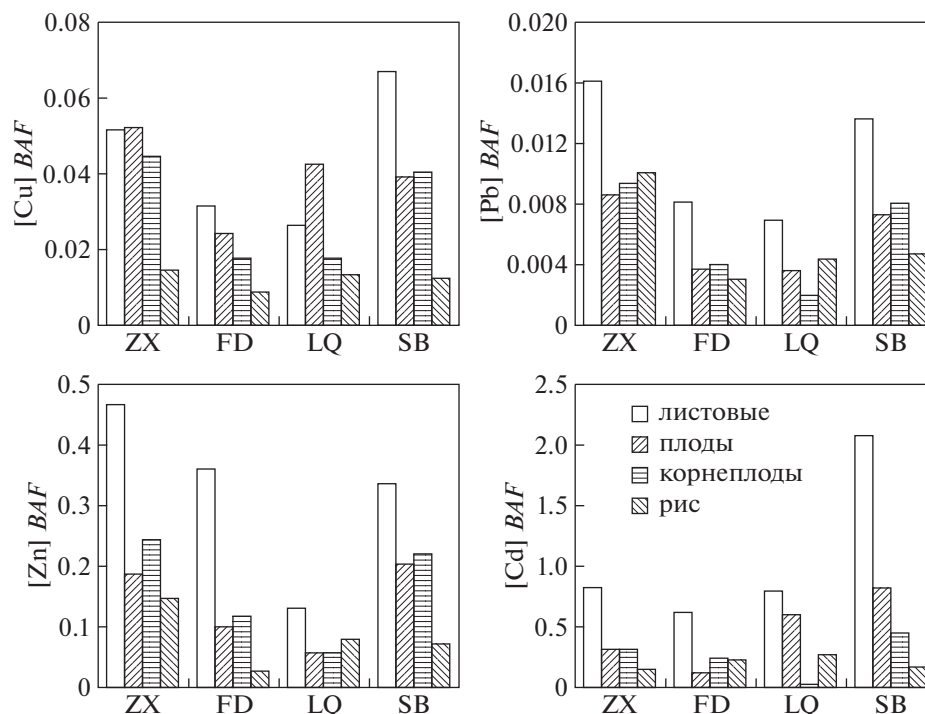 [Cu] BAF
0.08
0.06
0.04
0.02
0
ZX FD LQ SB
[Pb] BAF
0.020
0.016
0.012
0.008
0.004
0
ZX FD LQ SB
[Zn] BAF
0.5
0.4
0.3
0.2
0.1
0
ZX FD LQ SB
[Cd] BAF
2.5
2.0
1.5
1.0
0.5
0
листовые
плоды
корнеплоды
рис
ZX FD LQ SB